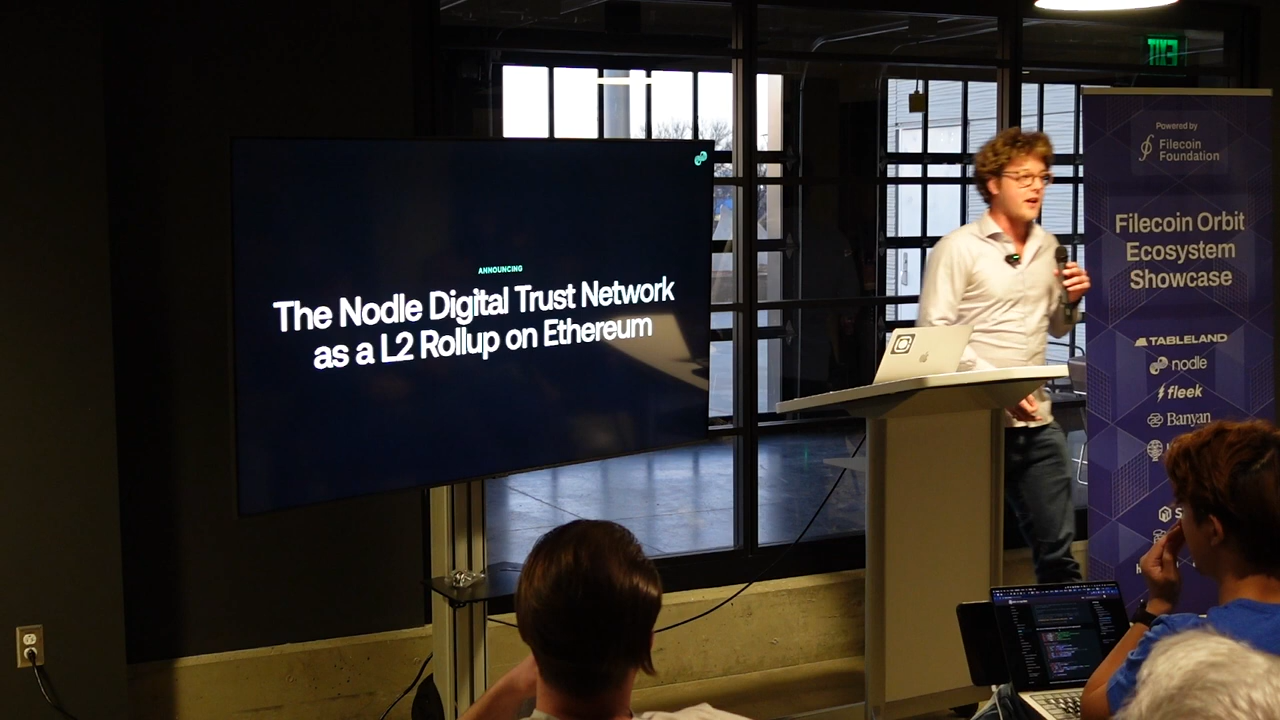 ANNOUNCING
The Nodle Digital Trust Network
as a L2 Rollup on Ethereum
EXIT
Powered by
Filecoin
Foundation
Filecoin Orbit
Ecosystem
Showcase
TABLELAND
nodle
fleek
Banyan